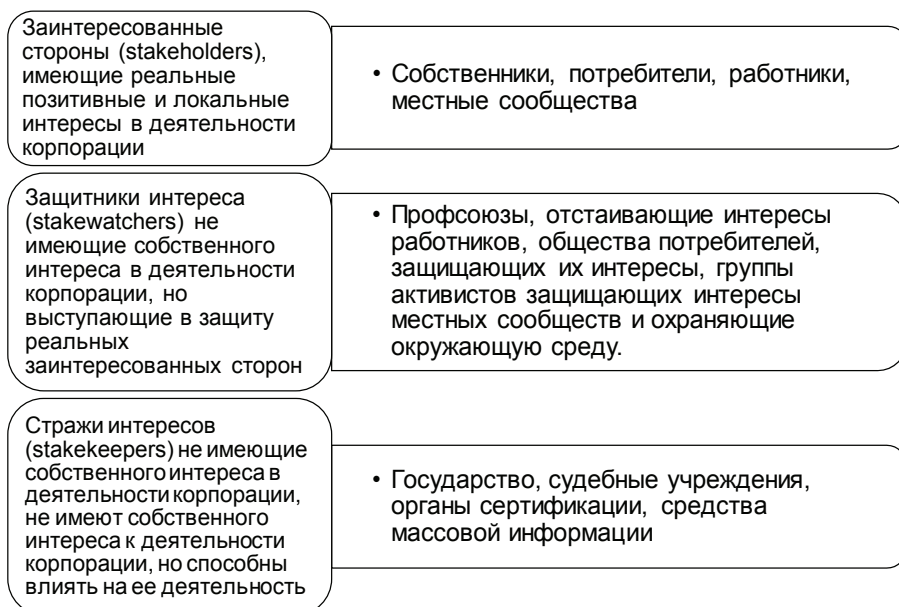 Заинтересованные
стороны (stakeholders),
имеющие реальные
позитивные и локальные
интересы в деятельности
корпорации
• Собственники, потребители, работники,
местные сообщества
Защитники интереса
(stakewatchers) не
имеющие собственного
интереса в деятельности
корпорации, но
выступающие в защиту
реальных
заинтересованных сторон
• Профсоюзы, отстаивающие интересы
работников, общества потребителей,
защищающих их интересы, группы
активистов защищающих интересы
местных сообществ и охраняющие
окружающую среду.
Стражи интересов
(stakekeepers) не имеющие
собственного интереса в
деятельности корпорации,
не имеют собственного
интереса к деятельности
корпорации, но способны
влиять на ее деятельность
• Государство, судебные учреждения,
органы сертификации, средства
массовой информации